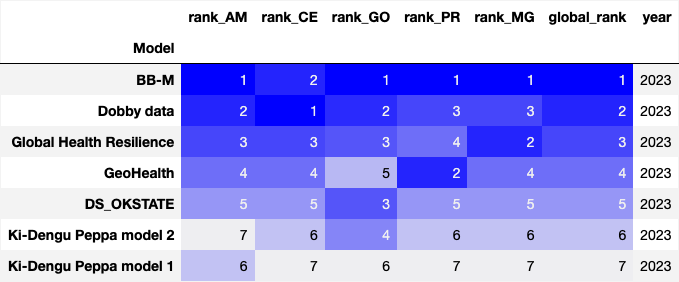 rank_AM rank_CE rank_GO rank_PR rank_MG global_rank year
Model
BB-M 1 2 1 1 1 1 2023
Dobby data 2 1 2 3 3 2 2023
Global Health Resilience 3 3 3 4 2 3 2023
GeoHealth 4 4 5 2 4 4 2023
DS_OKSTATE 5 5 3 5 5 5 2023
Ki-Dengu Peppa model 2 7 6 4 6 6 6 2023
Ki-Dengu Peppa model 1 6 7 6 7 7 7 2023